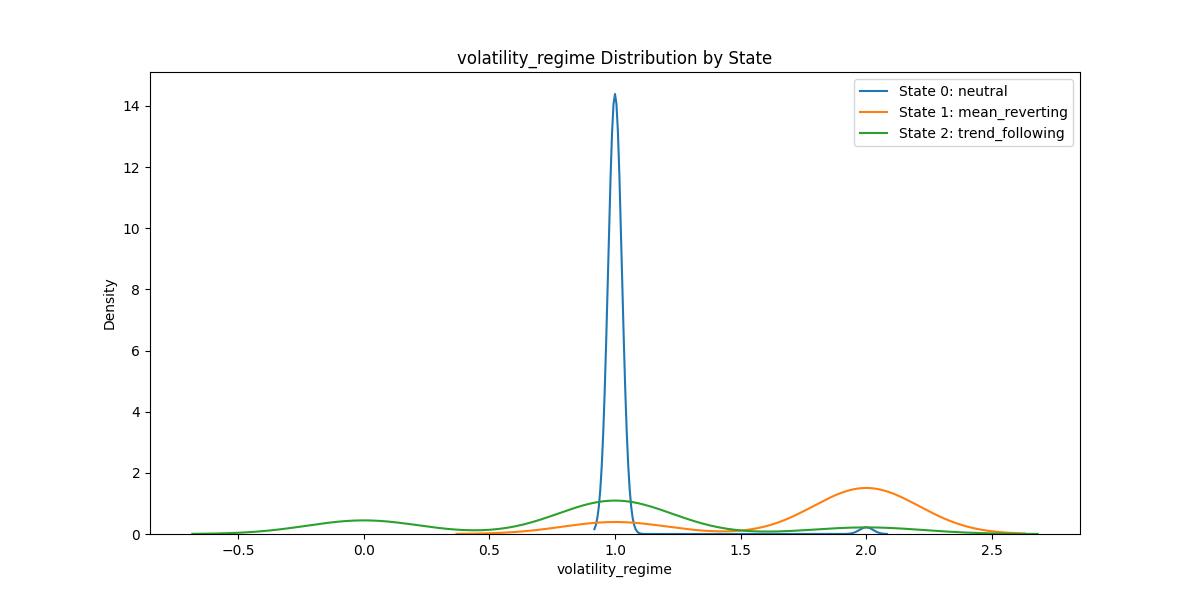 volatility_regime Distribution by State
State 0: neutral
State 1: mean_reverting
State 2: trend_following
Density
14
12
10
8
6
4
2
0
−0.5 0.0 0.5 1.0 1.5 2.0 2.5
volatility_regime